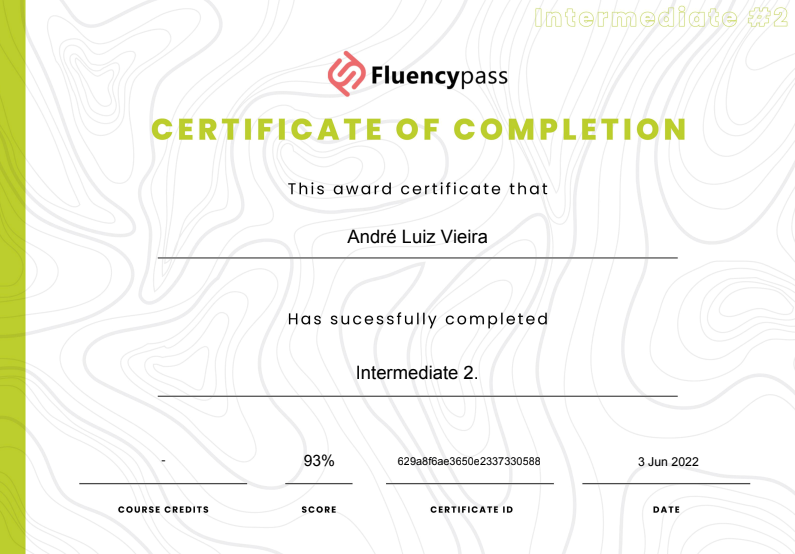 Intermediate #2
Fluencypass
CERTIFICATE OF COMPLETION
This award certificate that
André Luiz Vieira
Has sucessfully completed
Intermediate 2.
- 93% 629a8f6ae3650e2337330588 3 Jun 2022
COURSE CREDITS SCORE CERTIFICATE ID DATE